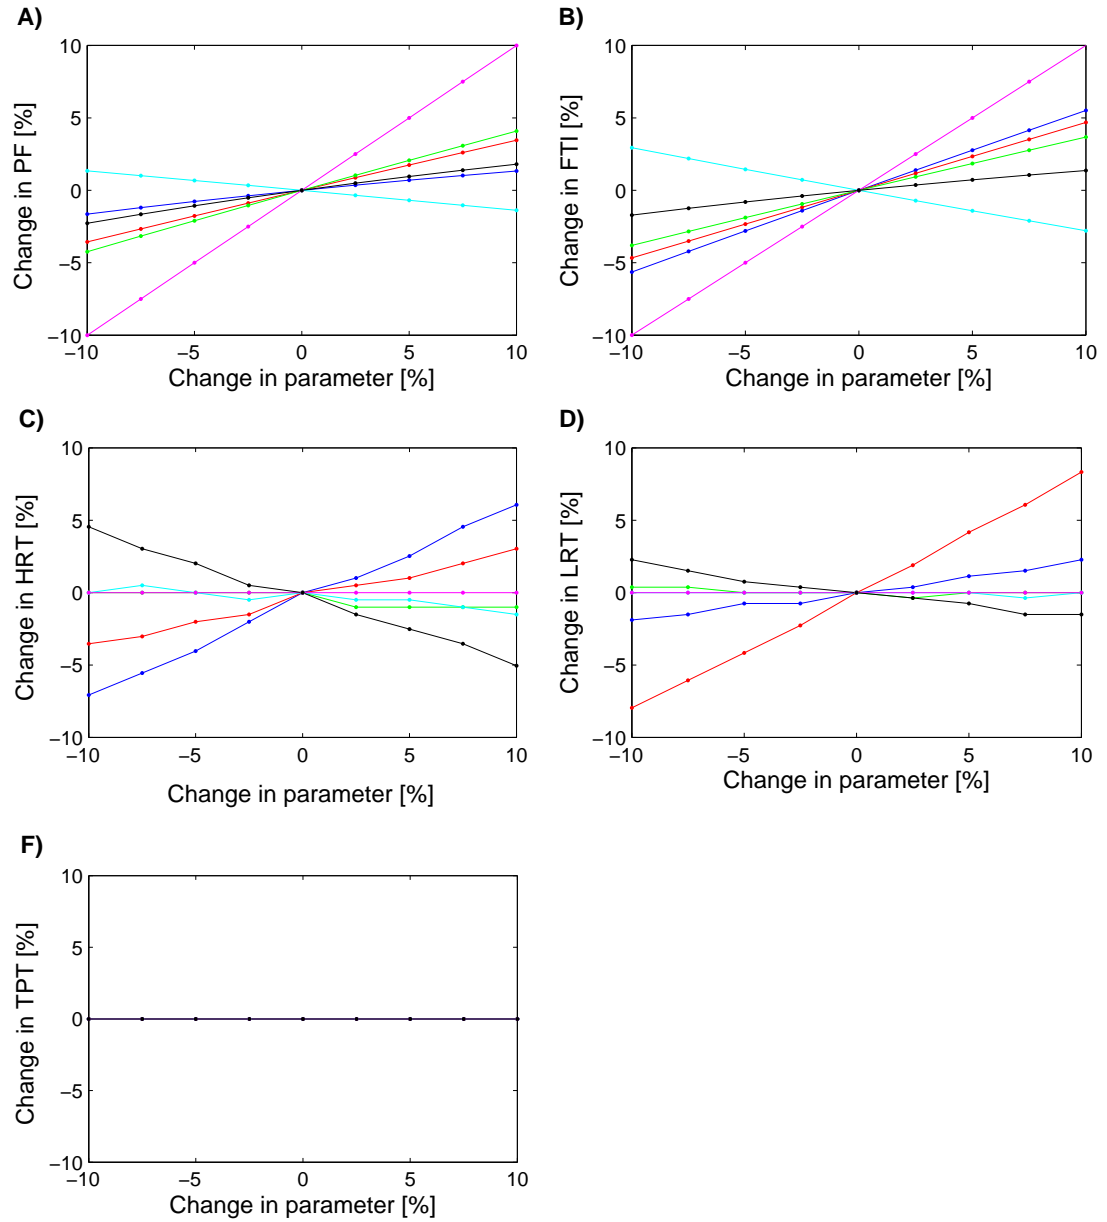 A)
Change in PF [%]
10
5
0
−5
−10
−10 −5 0 5 10
Change in parameter [%]
B)
Change in FTI [%]
10
5
0
−5
−10
−10 −5 0 5 10
Change in parameter [%]
C)
Change in HRT [%]
10
5
0
−5
−10
−10 −5 0 5 10
Change in parameter [%]
D)
Change in LRT [%]
10
5
0
−5
−10
−10 −5 0 5 10
Change in parameter [%]
F)
Change in TPT [%]
10
5
0
−5
−10
−10 −5 0 5 10
Change in parameter [%]